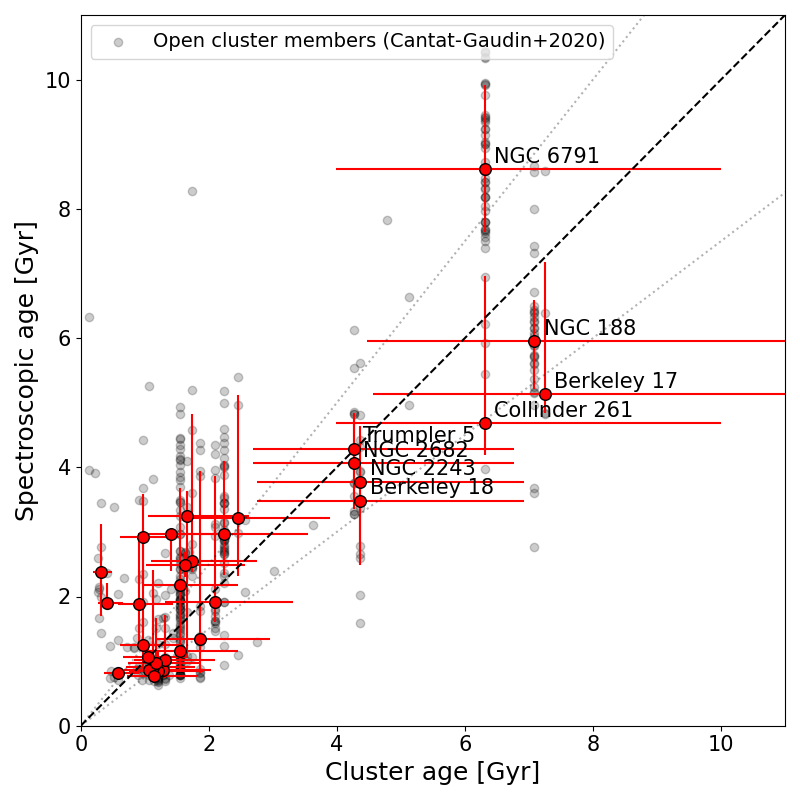 Open cluster members (Cantat-Gaudin+2020)
10
8
6
4
2
0
Spectroscopic age [Gyr]
NGC 6791
NGC 188
Berkeley 17
Collinder 261
Trumpler 5
NGC 2682
NGC 2243
Berkeley 18
0 2 4 6 8 10
Cluster age [Gyr]